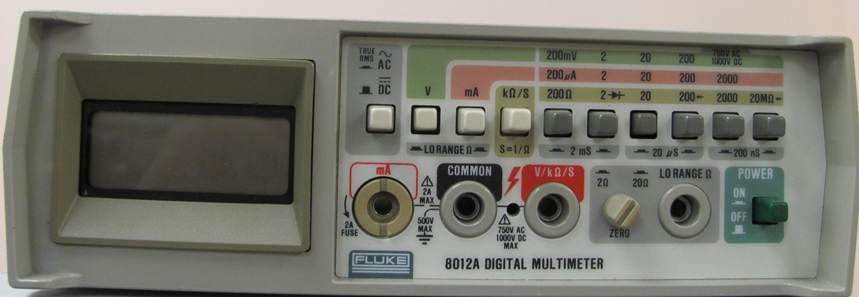 TRUE RMS AC
DC
V
mA
kΩ/S
200mV 2 20 200 750V AC 1000V DC
200μA 2 20 200 2000
200Ω 2 20 200 2000 20MΩ
LO RANGE Ω
S=1/Ω
2 mS
20 μS
200 nS
mA
2A MAX
2A FUSE
COMMON
500V MAX
750V AC
1000V DC
MAX
V/kΩ/S
2Ω 20Ω
ZERO
LO RANGE Ω
POWER
ON
OFF
FLUKE
8012A DIGITAL MULTIMETER